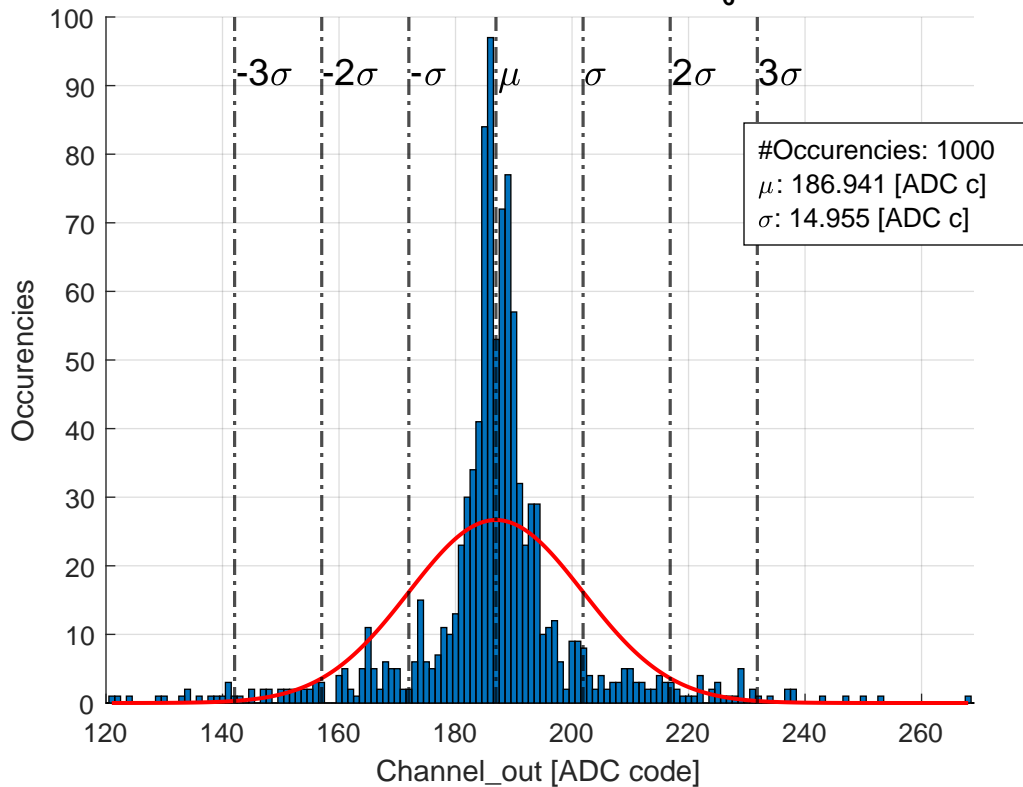 100
90
80
70
60
50
40
30
20
10
0
Occurencies
-3σ -2σ -σ μ σ 2σ 3σ
#Occurencies: 1000
μ: 186.941 [ADC c]
σ: 14.955 [ADC c]
120 140 160 180 200 220 240 260
Channel_out [ADC code]